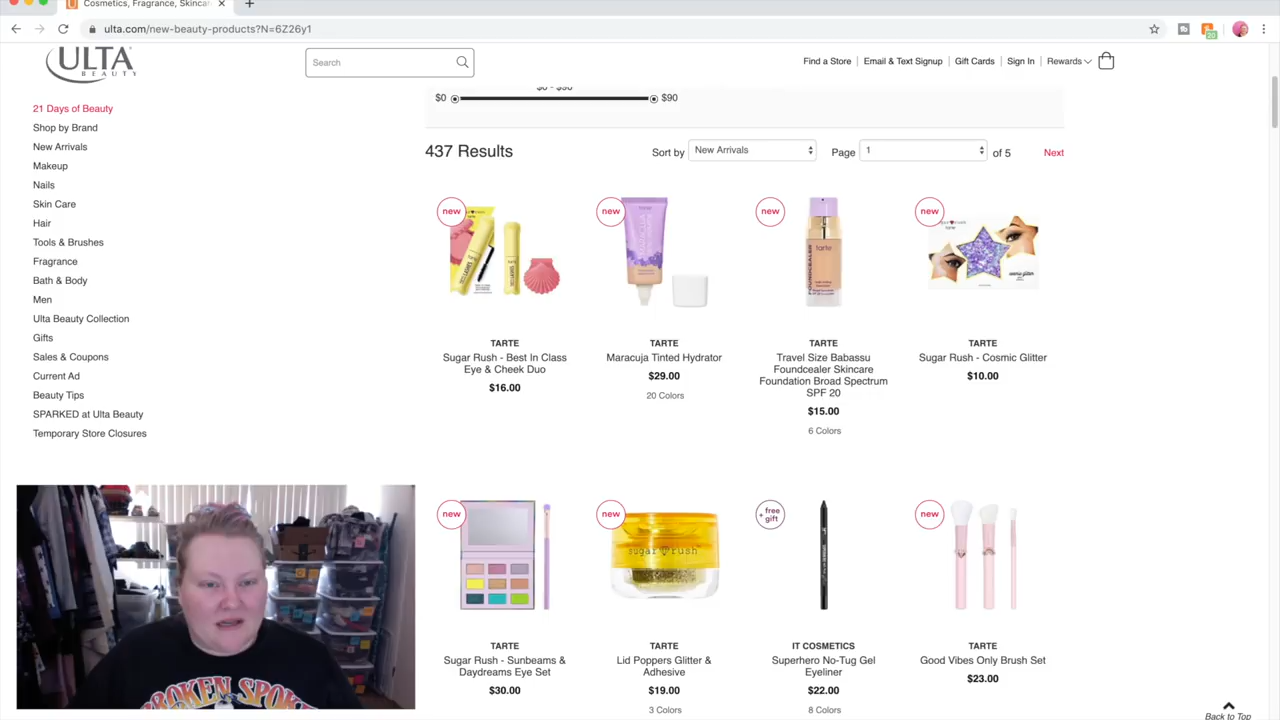 Cosmetics, Fragrance, Skincar
ulta.com/new-beauty-products?N=6Z26y1
20
ULTA
BEAUTY
Search
Find a Store
Email & Text Signup
Gift Cards
Sign In
Rewards
21 Days of Beauty
Shop by Brand
New Arrivals
Makeup
Nails
Skin Care
Hair
Tools & Brushes
Fragrance
Bath & Body
Men
Ulta Beauty Collection
Gifts
Sales & Coupons
Current Ad
Beauty Tips
SPARKED at Ulta Beauty
Temporary Store Closures
$0 - $90
$0
$90
437 Results
Sort by
New Arrivals
Page
1
of 5
Next
new
TARTE
Sugar Rush - Best In Class
Eye & Cheek Duo
$16.00
new
TARTE
Maracuja Tinted Hydrator
$29.00
20 Colors
new
tarte
TARTE
Travel Size Babassu
Foundcealer Skincare
Foundation Broad Spectrum
SPF 20
$15.00
6 Colors
new
TARTE
Sugar Rush - Cosmic Glitter
$10.00
new
TARTE
Sugar Rush - Sunbeams &
Daydreams Eye Set
$30.00
new
sugar rush
TARTE
Lid Poppers Glitter &
Adhesive
$19.00
3 Colors
+ free
gift
IT COSMETICS
Superhero No-Tug Gel
Eyeliner
$22.00
8 Colors
new
TARTE
Good Vibes Only Brush Set
$23.00
BROKEN SPOKE
Back to Top